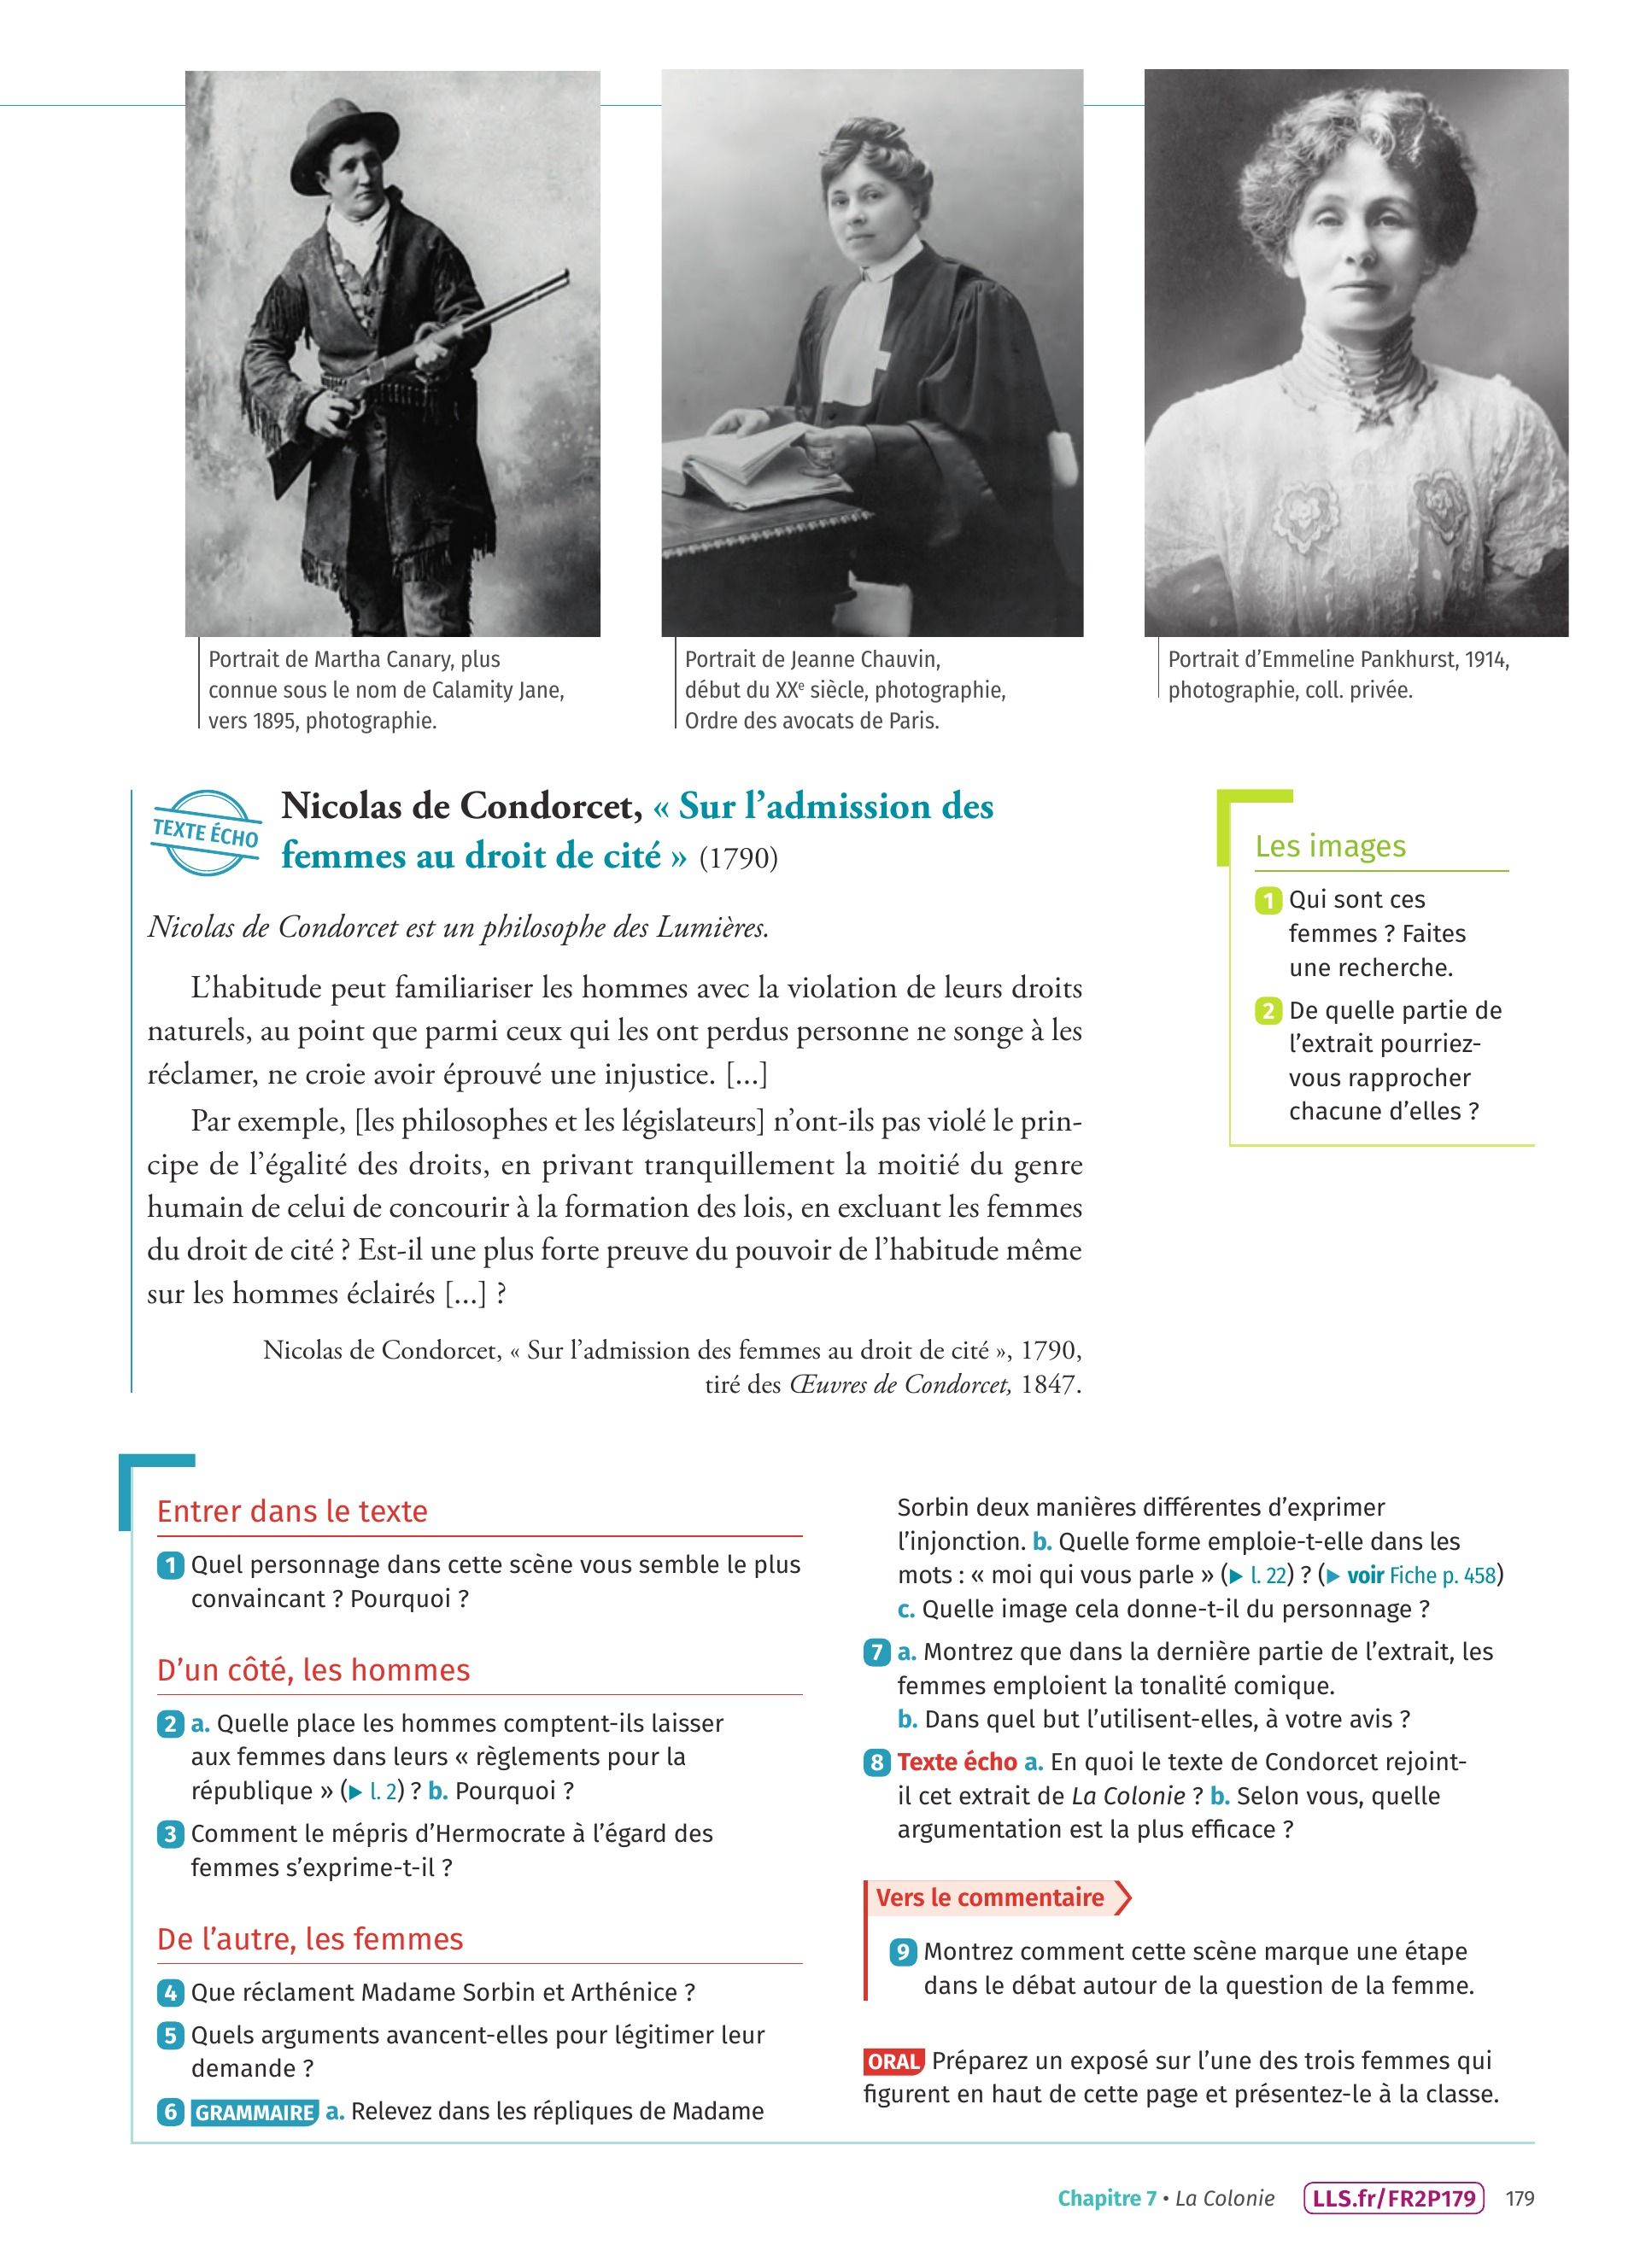 Portrait de Martha Canary, plus
connue sous le nom de Calamity Jane,
vers 1895, photographie.
Portrait de Jeanne Chauvin,
début du XXe siècle, photographie,
Ordre des avocats de Paris.
Portrait d’Emmeline Pankhurst, 1914,
photographie, coll. privée.
TEXTE ÉCHO
Nicolas de Condorcet, « Sur l’admission des
femmes au droit de cité » (1790)
Nicolas de Condorcet est un philosophe des Lumières.
L’habitude peut familiariser les hommes avec la violation de leurs droits
naturels, au point que parmi ceux qui les ont perdus personne ne songe à les
réclamer, ne croie avoir éprouvé une injustice. [...]
Par exemple, [les philosophes et les législateurs] n’ont-ils pas violé le prin-
cipe de l’égalité des droits, en privant tranquillement la moitié du genre
humain de celui de concourir à la formation des lois, en excluant les femmes
du droit de cité ? Est-il une plus forte preuve du pouvoir de l’habitude même
sur les hommes éclairés [...] ?
Nicolas de Condorcet, « Sur l’admission des femmes au droit de cité », 1790,
tiré des Œuvres de Condorcet, 1847.
Les images
1 Qui sont ces
femmes ? Faites
une recherche.
2 De quelle partie de
l’extrait pourriez-
vous rapprocher
chacune d’elles ?
Entrer dans le texte
1 Quel personnage dans cette scène vous semble le plus
convaincant ? Pourquoi ?
D’un côté, les hommes
2 a. Quelle place les hommes comptent-ils laisser
aux femmes dans leurs « règlements pour la
république » (▶ l. 2) ? b. Pourquoi ?
3 Comment le mépris d’Hermocrate à l’égard des
femmes s’exprime-t-il ?
De l’autre, les femmes
4 Que réclament Madame Sorbin et Arthénice ?
5 Quels arguments avancent-elles pour légitimer leur
demande ?
6 GRAMMAIRE a. Relevez dans les répliques de Madame
Sorbin deux manières différentes d’exprimer
l’injonction. b. Quelle forme emploie-t-elle dans les
mots : « moi qui vous parle » (▶ l. 22) ? (▶ voir Fiche p. 458)
c. Quelle image cela donne-t-il du personnage ?
7 a. Montrez que dans la dernière partie de l’extrait, les
femmes emploient la tonalité comique.
b. Dans quel but l’utilisent-elles, à votre avis ?
8 Texte écho a. En quoi le texte de Condorcet rejoint-
il cet extrait de La Colonie ? b. Selon vous, quelle
argumentation est la plus efficace ?
Vers le commentaire
9 Montrez comment cette scène marque une étape
dans le débat autour de la question de la femme.
ORAL Préparez un exposé sur l’une des trois femmes qui
figurent en haut de cette page et présentez-le à la classe.
Chapitre 7 • La Colonie LLS.fr/FR2P179 179